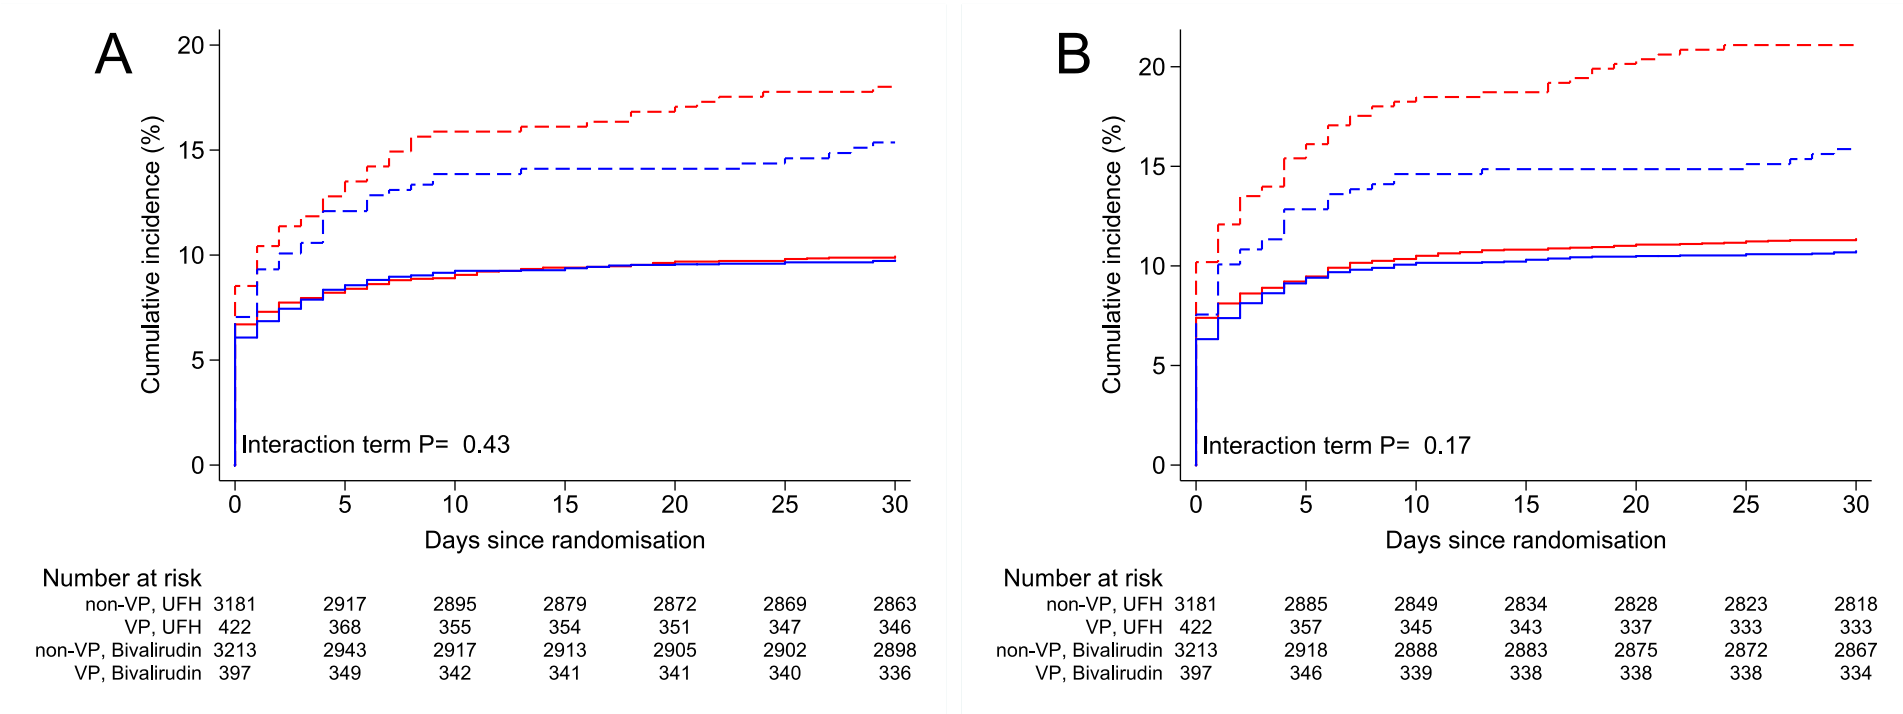 A
Cumulative incidence (%)
20
15
10
5
0
Interaction term P= 0.43
0 5 10 15 20 25 30
Days since randomisation
Number at risk
non-VP, UFH 3181 2917 2895 2879 2872 2869 2863
VP, UFH 422 368 355 354 351 347 346
non-VP, Bivalirudin 3213 2943 2917 2913 2905 2902 2898
VP, Bivalirudin 397 349 342 341 341 340 336
B
Cumulative incidence (%)
20
15
10
5
0
Interaction term P= 0.17
0 5 10 15 20 25 30
Days since randomisation
Number at risk
non-VP, UFH 3181 2885 2849 2834 2828 2823 2818
VP, UFH 422 357 345 343 337 333 333
non-VP, Bivalirudin 3213 2918 2888 2883 2875 2872 2867
VP, Bivalirudin 397 346 339 338 338 338 334